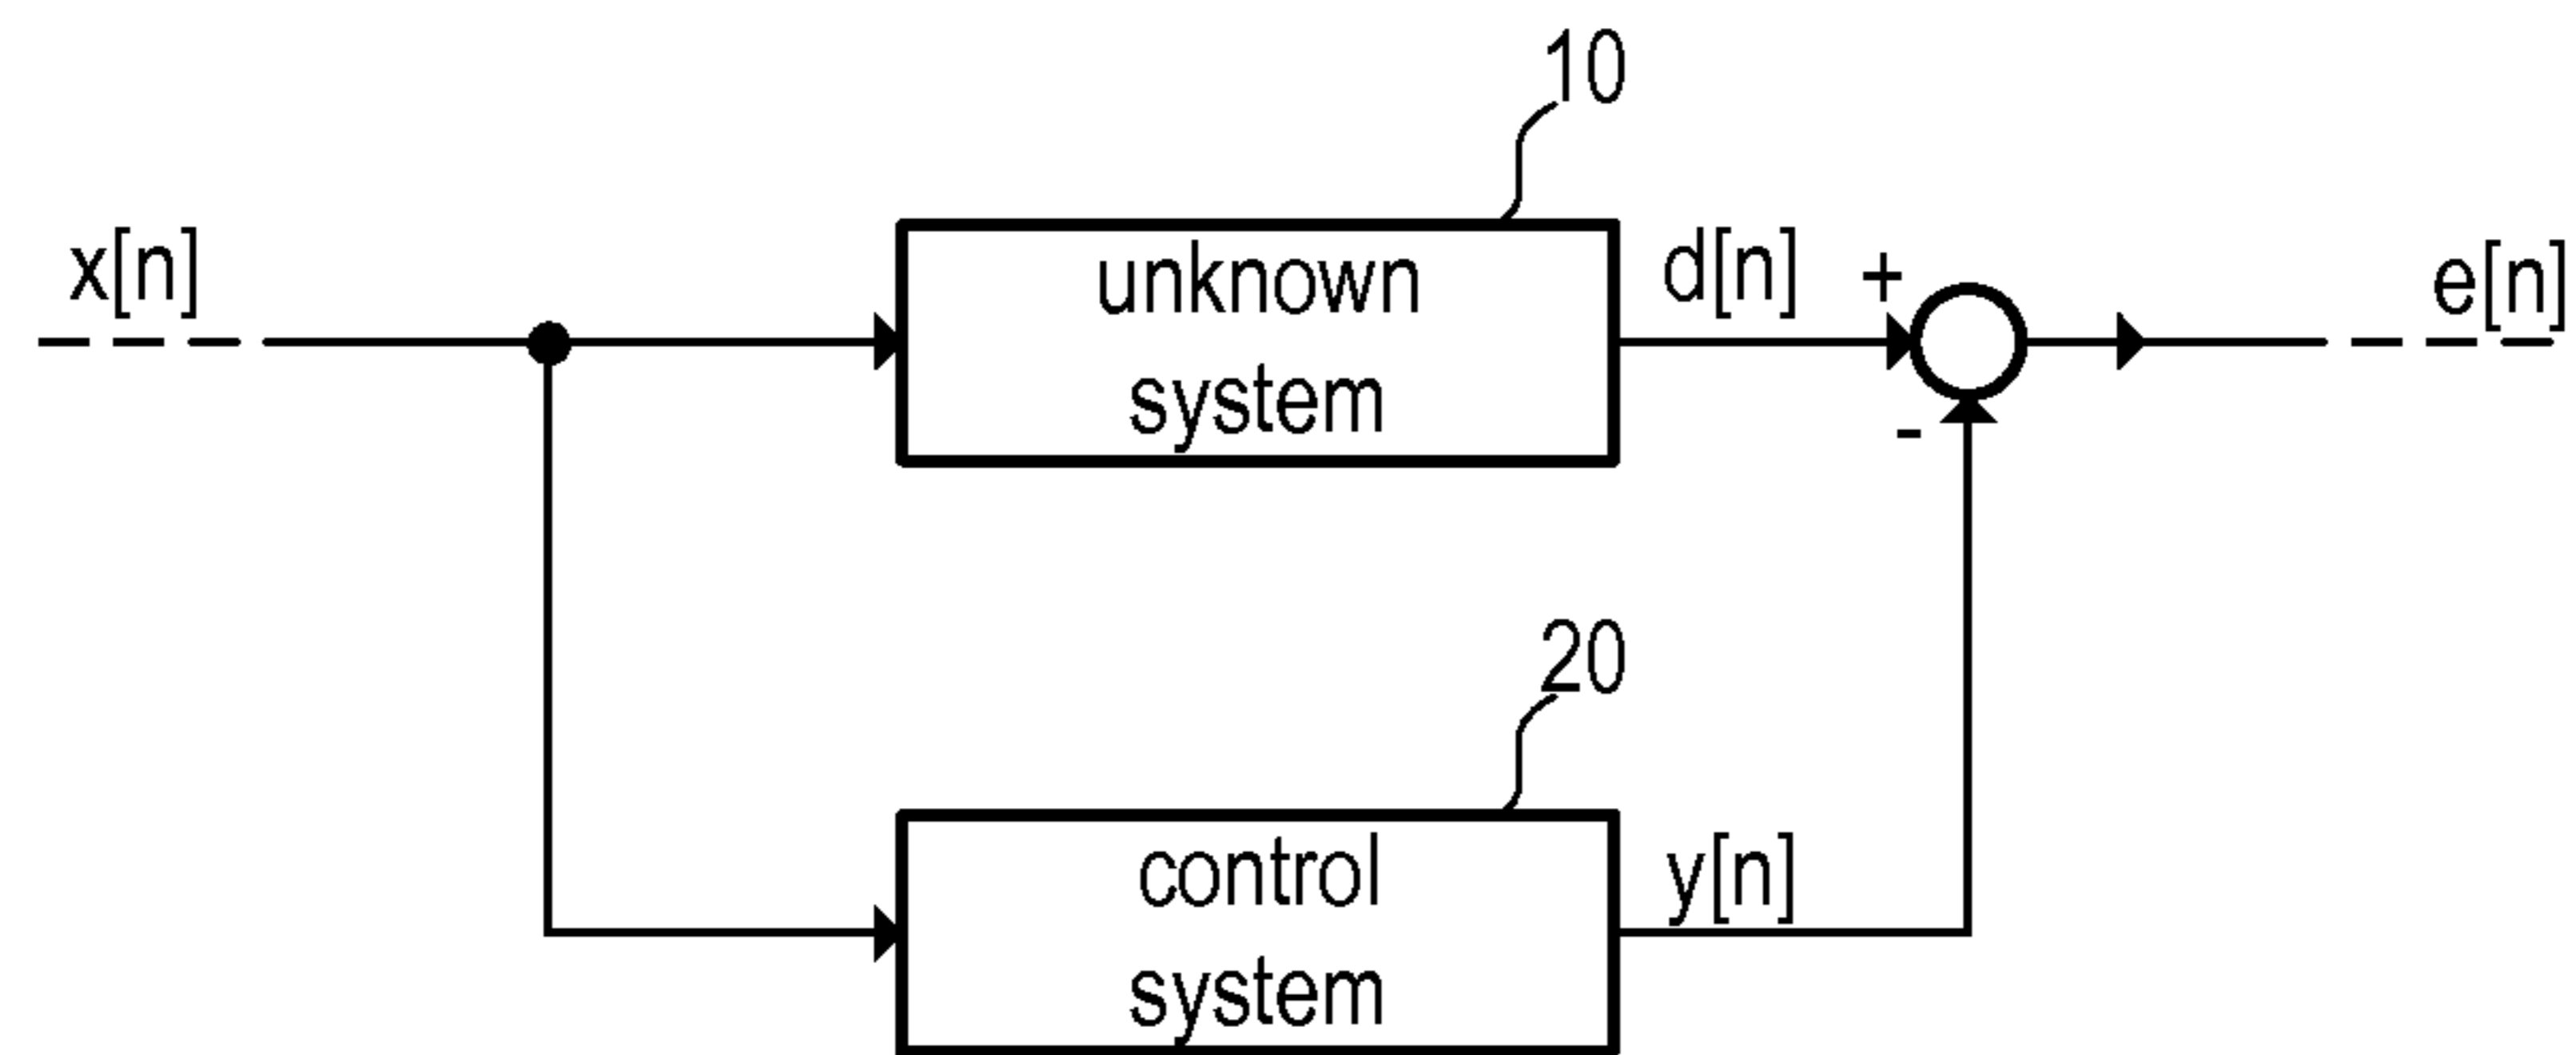 10
x[n]
unknown
system
d[n]
+
-
e[n]
20
control
system
y[n]